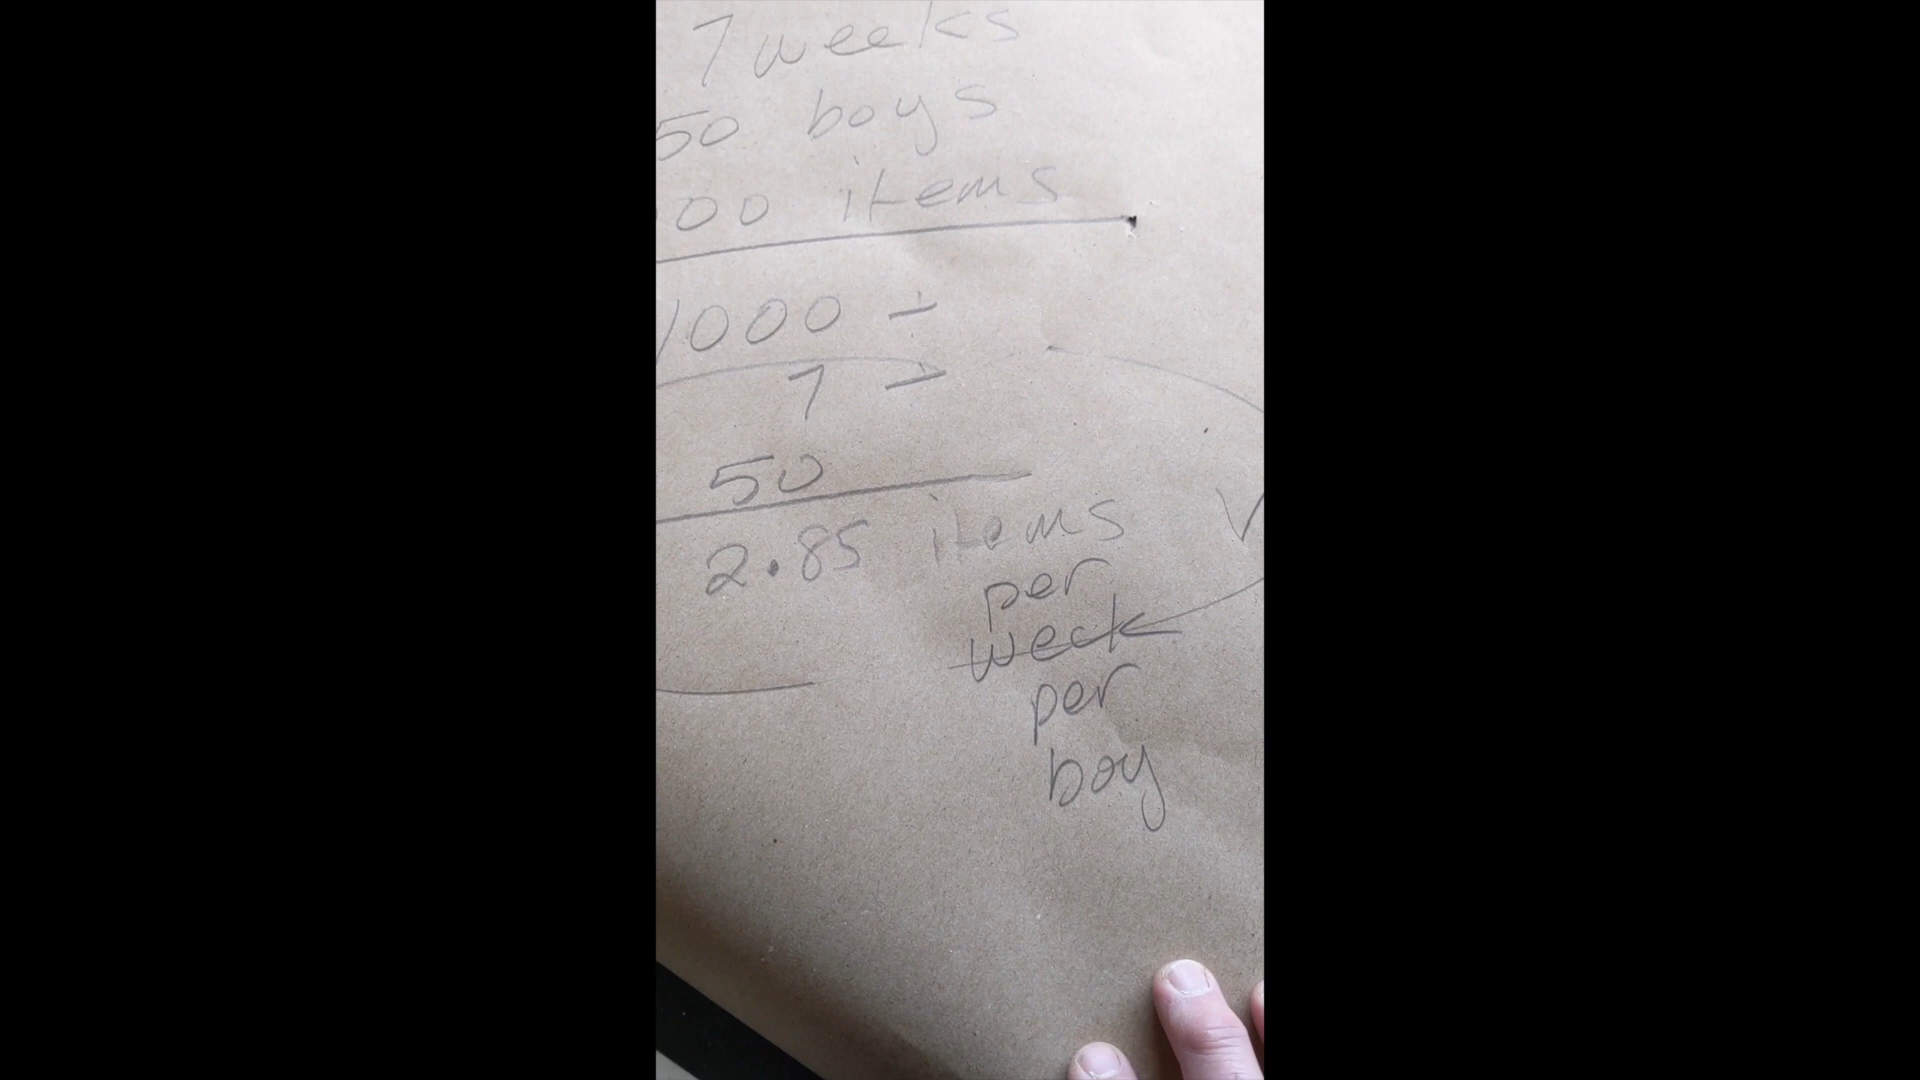 7 weeks
50 boys
00 items
1000 ÷
7 ÷
50
2.85 items
per
week
per
boy